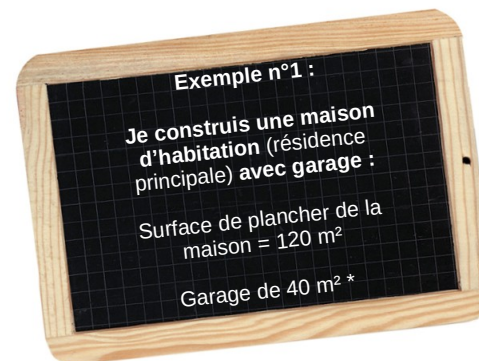 Exemple n°1 :
Je construis une maison
d’habitation (résidence
principale) avec garage :
Surface de plancher de la
maison = 120 m²
Garage de 40 m² *